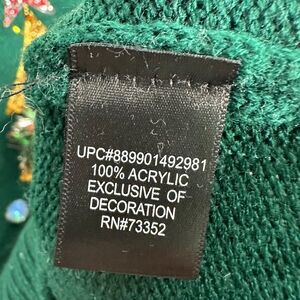 UPC#889901492981
100% ACRYLIC
EXCLUSIVE OF
DECORATION
RN#73352